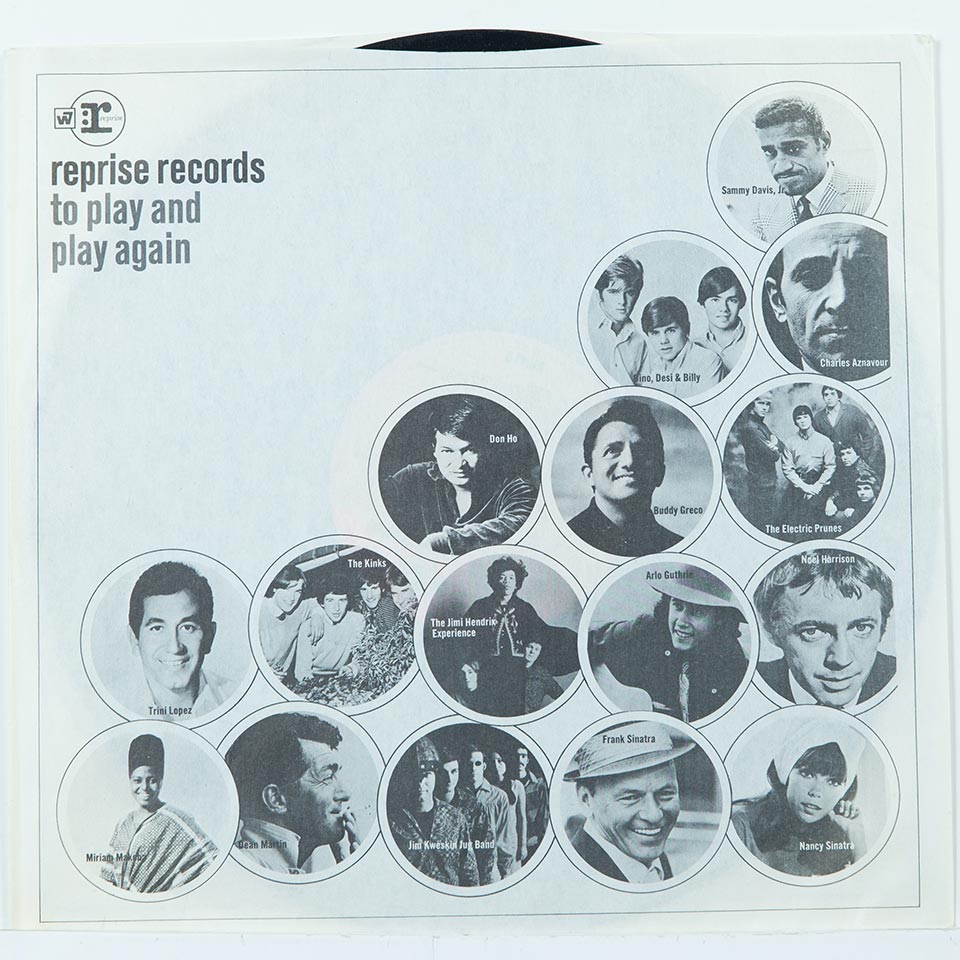 W7
r: reprise
reprise records
to play and
play again
Sammy Davis, Jr.
Charles Aznavour
Dino, Desi & Billy
Don Ho
Buddy Greco
The Electric Prunes
Trini Lopez
The Kinks
The Jimi Hendrix
Experience
Arlo Guthrie
Noel Harrison
Miriam Makeba
Dean Martin
Jim Kweskin Jug Band
Frank Sinatra
Nancy Sinatra